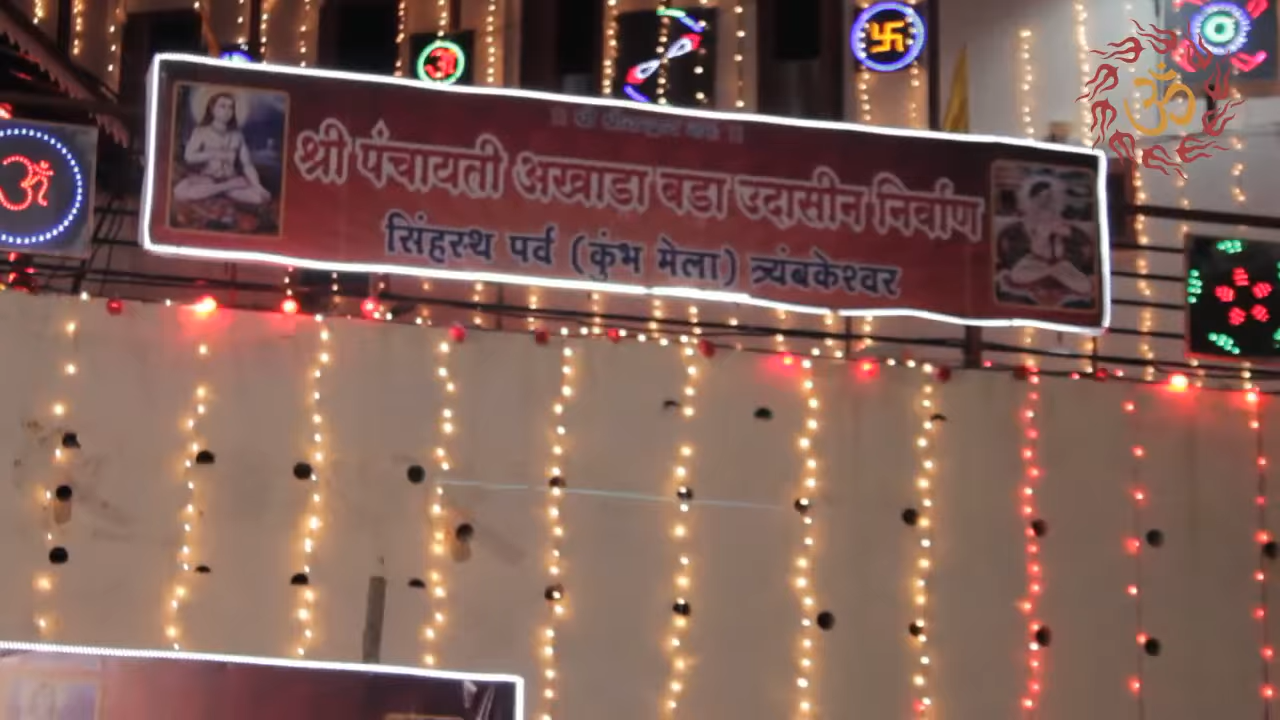 श्री पंचायती अखाडा बडा उदासीन निर्वाण
सिंहस्थ पर्व (कुंभ मेला) त्र्यंबकेश्वर
ॐ
ॐ
ॐ